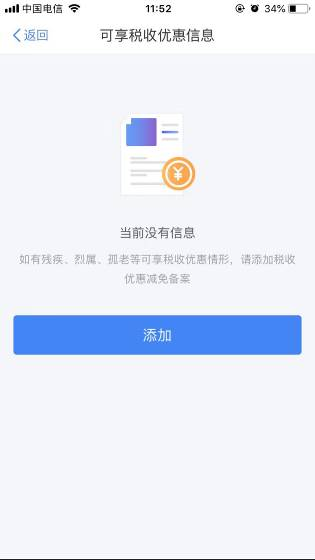 中国电信 11:52 34%
返回 可享税收优惠信息
¥
当前没有信息
如有残疾、烈属、孤老等可享税收优惠情形，请添加税收
优惠减免备案
添加